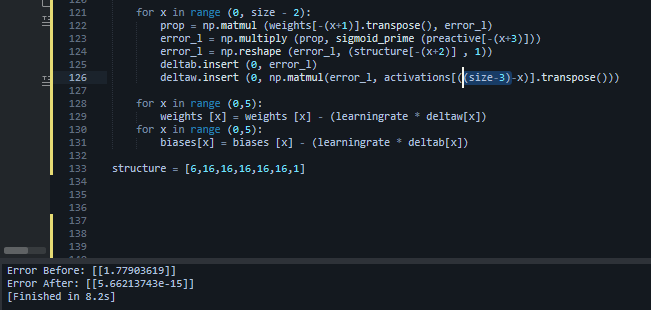 120
121 for x in range (0, size - 2):
122 prop = np.matmul (weights[-(x+1)].transpose(), error_l)
123 error_l = np.multiply (prop, sigmoid_prime (preactive[-(x+3)]))
124 error_l = np.reshape (error_l, (structure[-(x+2)] , 1))
125 deltab.insert (0, error_l)
126 deltaw.insert (0, np.matmul(error_l, activations[((size-3)-x)].transpose()))
127
128 for x in range (0,5):
129 weights [x] = weights [x] - (learningrate * deltaw[x])
130 for x in range (0,5):
131 biases[x] = biases [x] - (learningrate * deltab[x])
132
133 structure = [6,16,16,16,16,16,1]
134
135
136
137
138
139
Error Before: [[1.77903619]]
Error After: [[5.66213743e-15]]
[Finished in 8.2s]